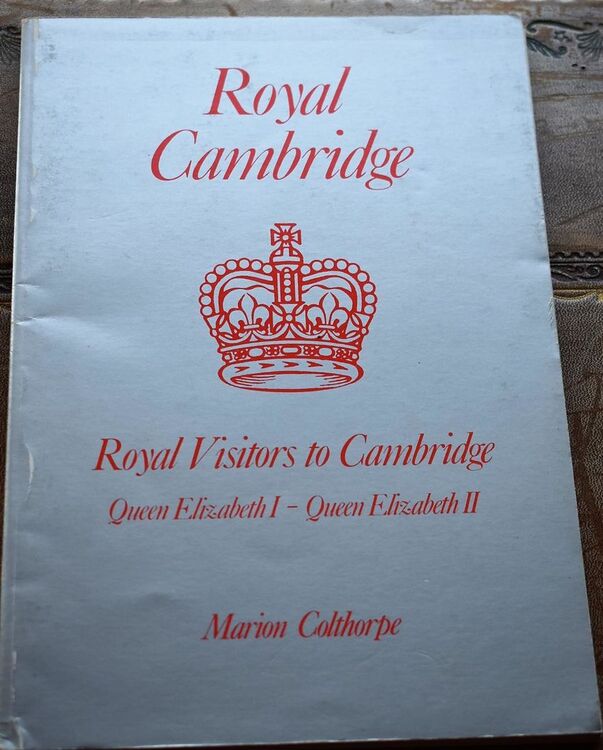 Royal
Cambridge
Royal Visitors to Cambridge
Queen Elizabeth I - Queen Elizabeth II
Marion Colthorpe